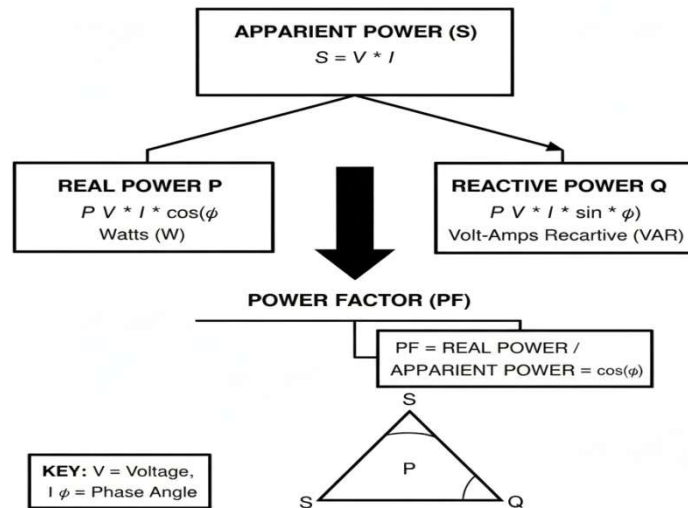 APPARIENT POWER (S)
S = V * I
REAL POWER P
P V * I * cos(φ
Watts (W)
REACTIVE POWER Q
P V * I * sin * φ)
Volt-Amps Recartive (VAR)
POWER FACTOR (PF)
PF = REAL POWER /
APPARIENT POWER = cos(φ)
S
P
S
Q
KEY: V = Voltage,
I φ = Phase Angle